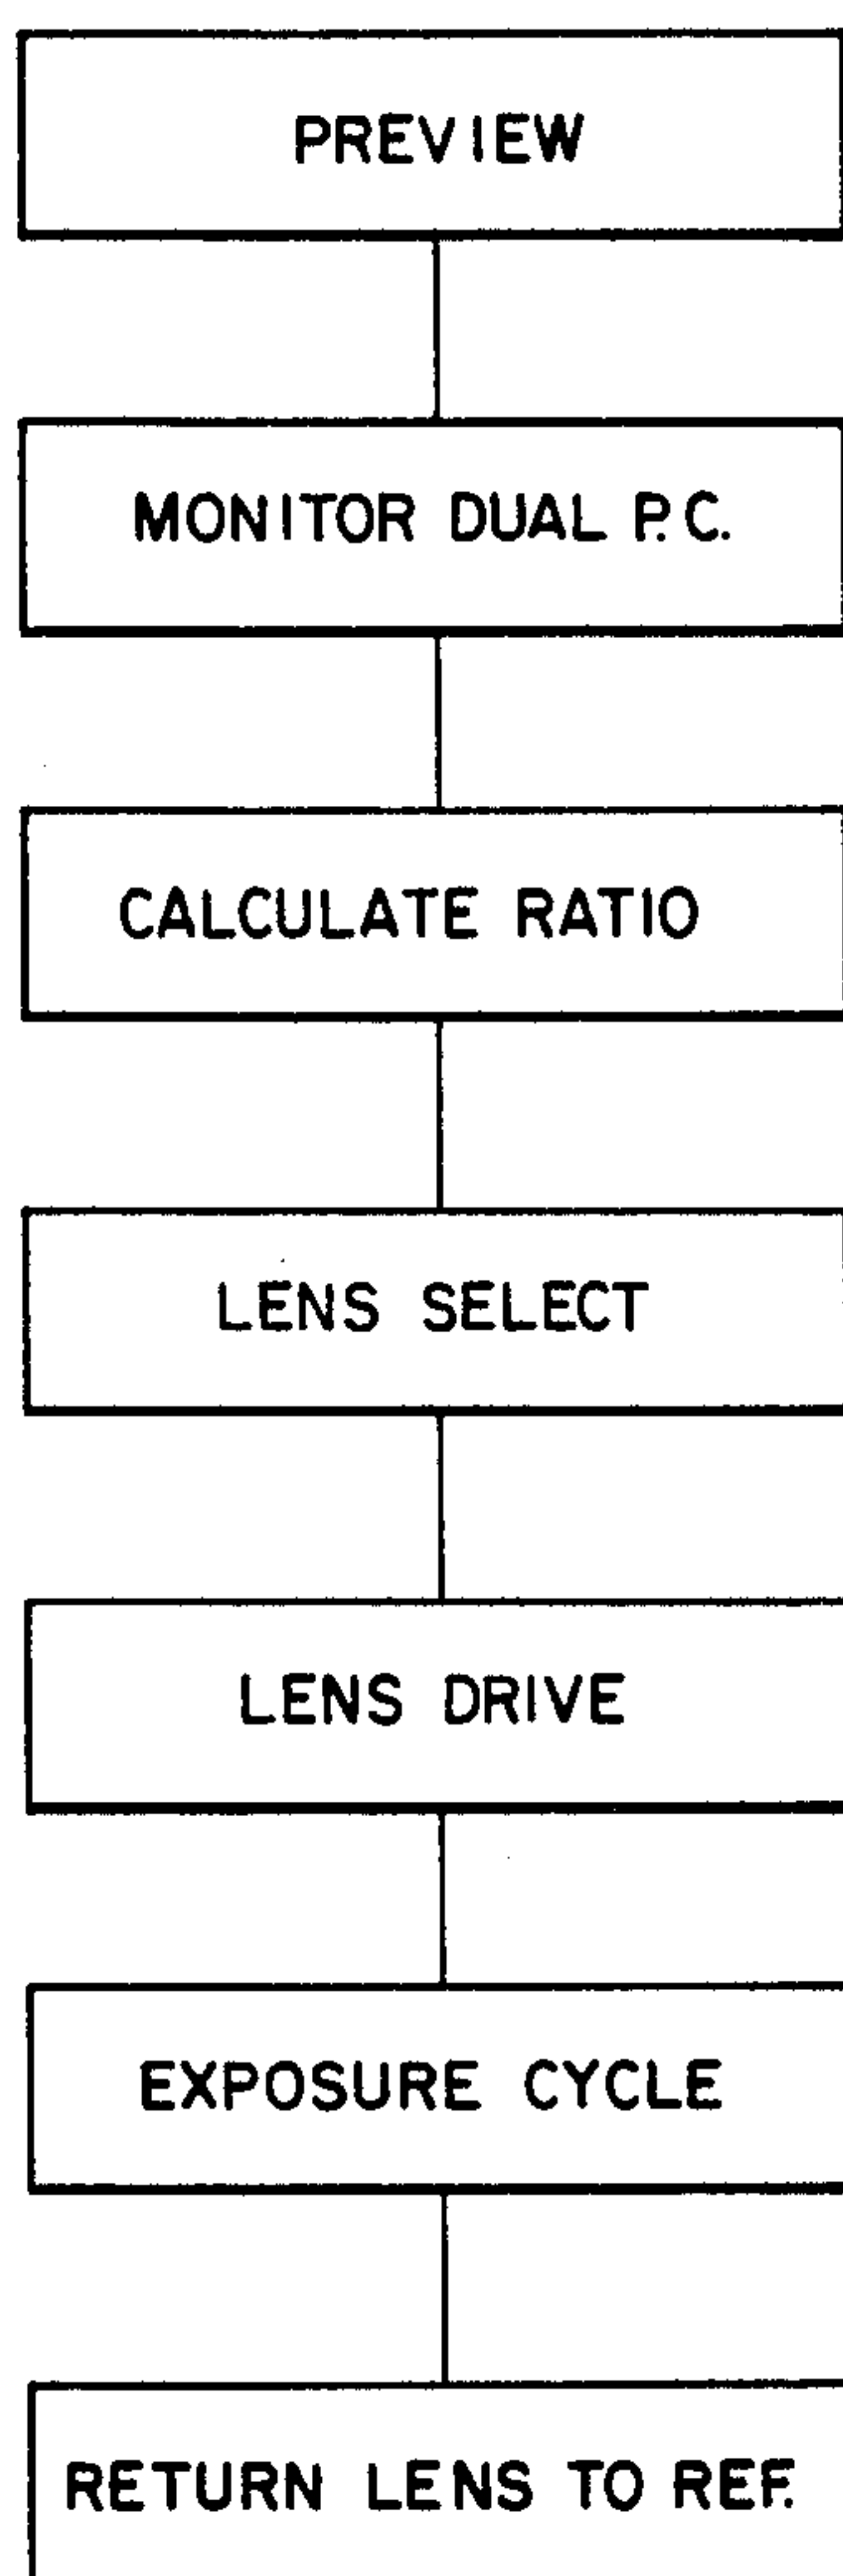 PREVIEW
MONITOR DUAL P.C.
CALCULATE RATIO
LENS SELECT
LENS DRIVE
EXPOSURE CYCLE
RETURN LENS TO REF.